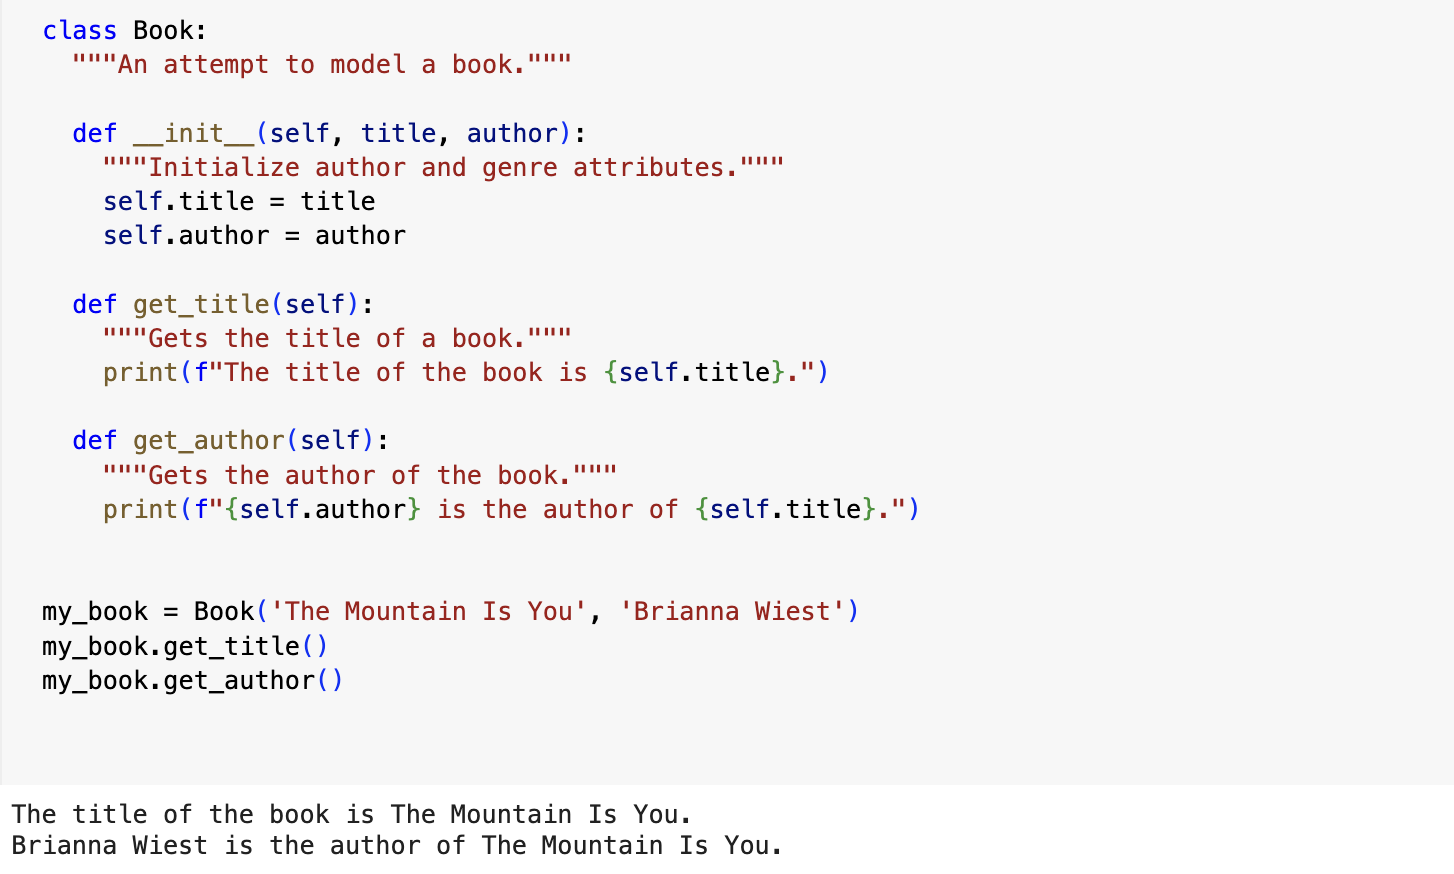 class Book:
  """An attempt to model a book."""

  def __init__(self, title, author):
    """Initialize author and genre attributes."""
    self.title = title
    self.author = author

  def get_title(self):
    """Gets the title of a book."""
    print(f"The title of the book is {self.title}.")

  def get_author(self):
    """Gets the author of the book."""
    print(f"{self.author} is the author of {self.title}.")


my_book = Book('The Mountain Is You', 'Brianna Wiest')
my_book.get_title()
my_book.get_author()

The title of the book is The Mountain Is You.
Brianna Wiest is the author of The Mountain Is You.